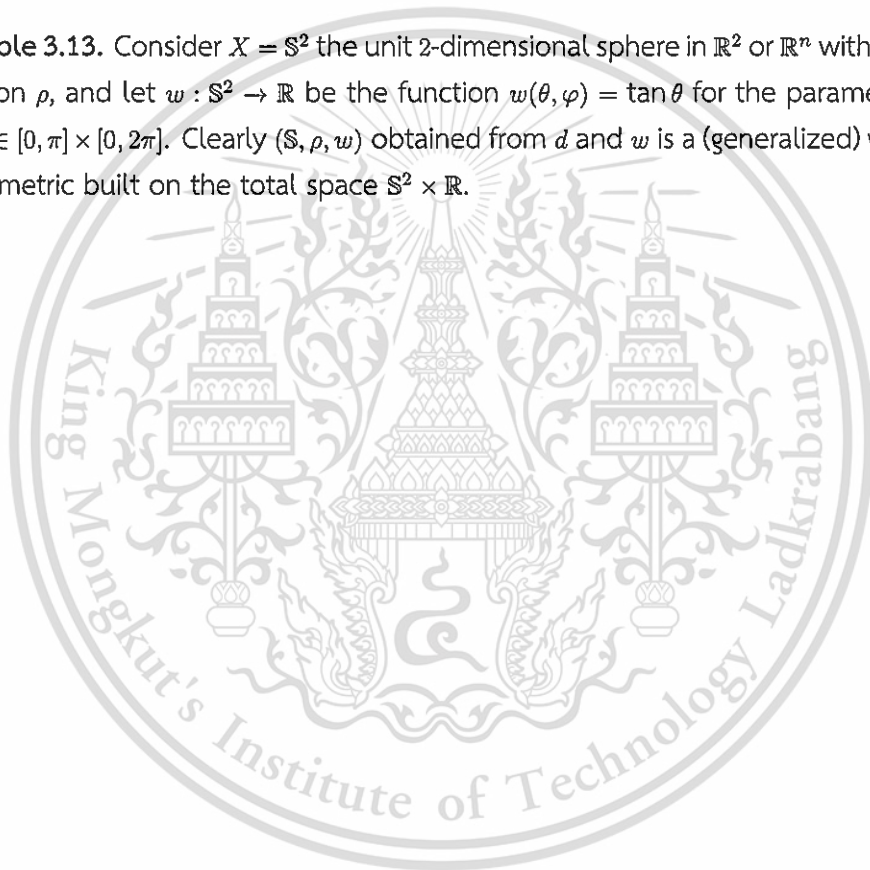 ble 3.13. Consider X = 𝕊² the unit 2-dimensional sphere in ℝ² or ℝⁿ with
on ρ, and let w : 𝕊² → ℝ be the function w(θ, φ) = tan θ for the parame
∈ [0, π] × [0, 2π]. Clearly (𝕊, ρ, w) obtained from d and w is a (generalized)
metric built on the total space 𝕊² × ℝ.
King Mongkut's Institute of Technology Ladkrabang